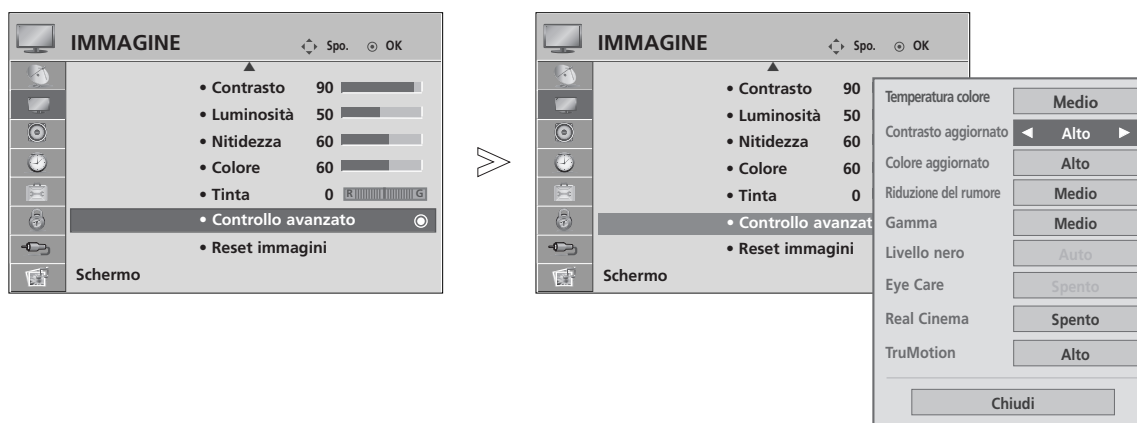 IMMAGINE Spo. OK
• Contrasto 90
• Luminosità 50
• Nitidezza 60
• Colore 60
• Tinta 0 R G
• Controllo avanzato
• Reset immagini
Schermo
IMMAGINE Spo. OK
• Contrasto 90
• Luminosità 50
• Nitidezza 60
• Colore 60
• Tinta 0
• Controllo avanzat
• Reset immagini
Schermo
Temperatura colore Medio
Contrasto aggiornato ◄ Alto ►
Colore aggiornato Alto
Riduzione del rumore Medio
Gamma Medio
Livello nero Auto
Eye Care Spento
Real Cinema Spento
TruMotion Alto
Chiudi